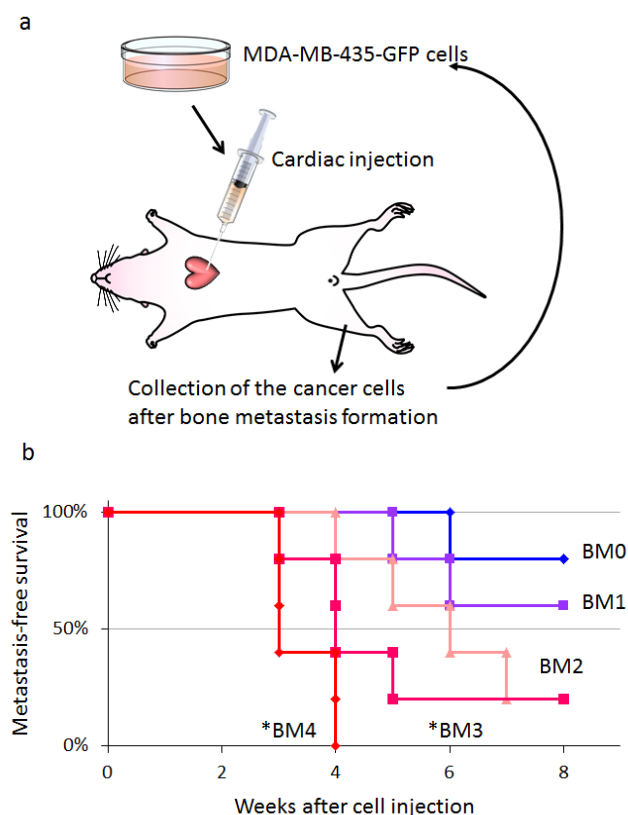 a
MDA-MB-435-GFP cells
Cardiac injection
Collection of the cancer cells
after bone metastasis formation
b
Metastasis-free survival
100%
50%
0%
BM0
BM1
BM2
*BM4
*BM3
0
2
4
6
8
Weeks after cell injection